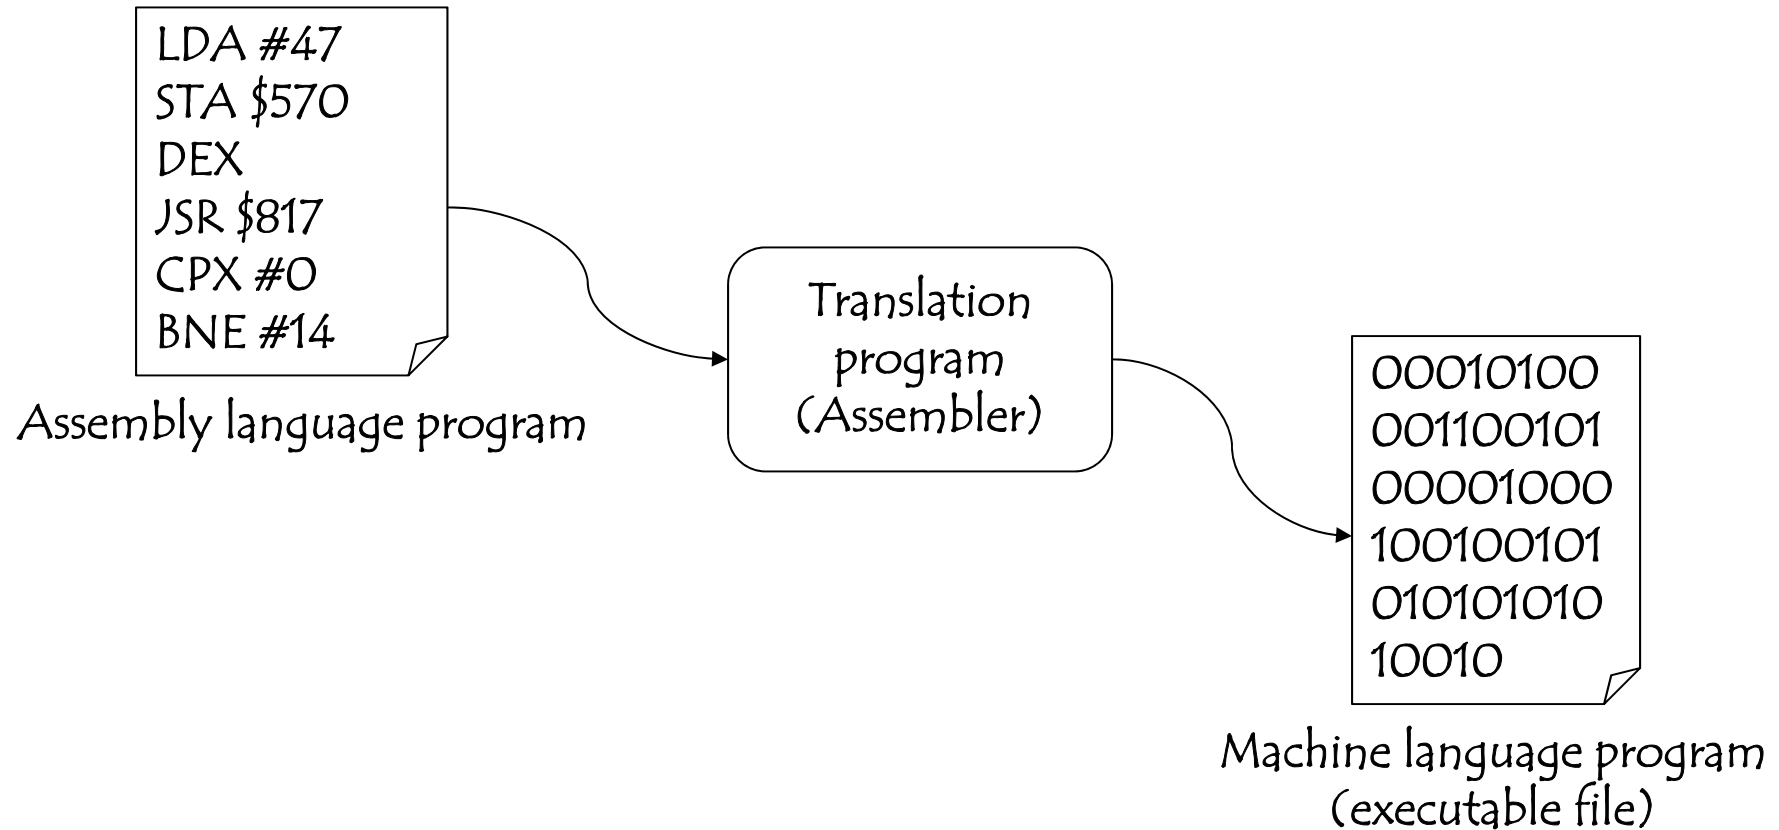 LDA #47
STA $570
DEX
JSR $817
CPX #0
BNE #14
Assembly language program
Translation
program
(Assembler)
00010100
001100101
00001000
100100101
010101010
10010
Machine language program
(executable file)